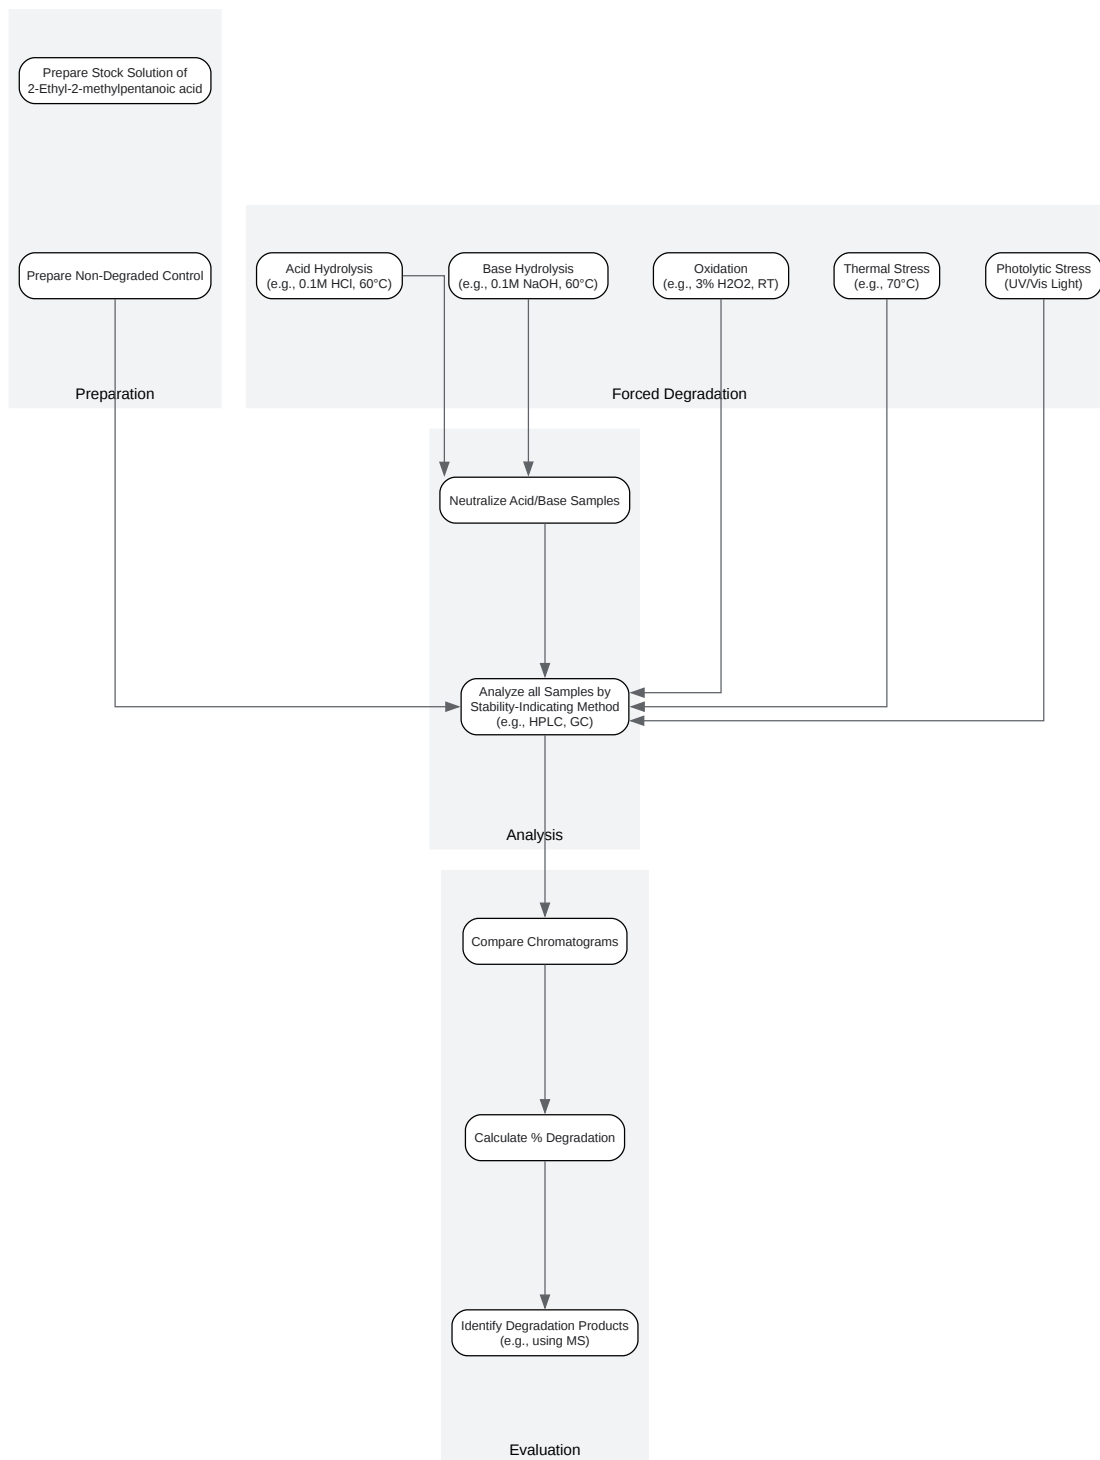 Prepare Stock Solution of
2-Ethyl-2-methylpentanoic acid
Prepare Non-Degraded Control
Preparation
Acid Hydrolysis
(e.g., 0.1M HCl, 60°C)
Base Hydrolysis
(e.g., 0.1M NaOH, 60°C)
Oxidation
(e.g., 3% H2O2, RT)
Thermal Stress
(e.g., 70°C)
Photolytic Stress
(UV/Vis Light)
Forced Degradation
Neutralize Acid/Base Samples
Analyze all Samples by
Stability-Indicating Method
(e.g., HPLC, GC)
Analysis
Compare Chromatograms
Calculate % Degradation
Identify Degradation Products
(e.g., using MS)
Evaluation